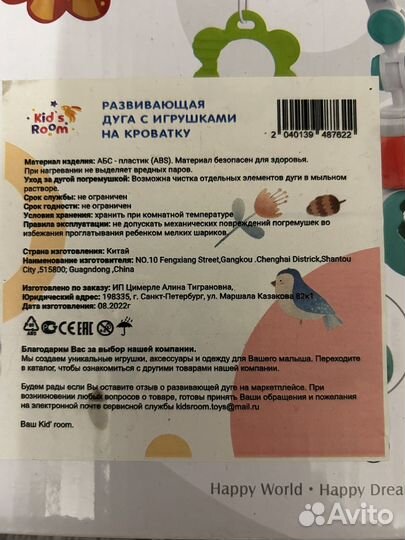 Kid's
Room
РАЗВИВАЮЩАЯ
ДУГА С ИГРУШКАМИ
НА КРОВАТКУ
2 040139 487622
Материал изделия: АБС - пластик (ABS). Материал безопасен для здоровья.
При нагревании не выделяет вредных паров.
Уход за дугой погремушкой: Возможна чистка отдельных элементов дуги в мыльном
растворе.
Срок службы: не ограничен
Срок годности: не ограничен
Условия хранения: хранить при комнатной температуре
Правила эксплуатации: не допускать механических повреждений погремушек во
избежания проглатывания ребенком мелких шариков.
Страна изготовления: Китай
Наименование изготовителя: NO.10 Fengxiang Street,Gangkou .Chenghai Districk,Shantou
City ,515800; Guagndong ,China
Изготовлено по заказу: ИП Цимерле Алина Тиграновна,
Юридический адрес: 198335, г. Санкт-Петербург, ул. Маршала Казакова 82к1
Дата изготовления: 08.2022г.
ABS
CE EAC
Благодарим Вас за выбор нашей компании.
Мы создаем уникальные игрушки, аксессуары и одежду для Вашего малыша. Переходите
в каталог, чтобы ознакомиться с другими товарами нашей компании.
Будем рады если Вы оставите отзыв о развивающей дуге на маркетплейсе. При
возникновении любых вопросов о товаре, готовы принять Ваши обращения и пожелания
на электронной почте сервисной службы kidsroom.toys@mail.ru
Ваш Kid' room.
Happy World • Happy Drea
Avito